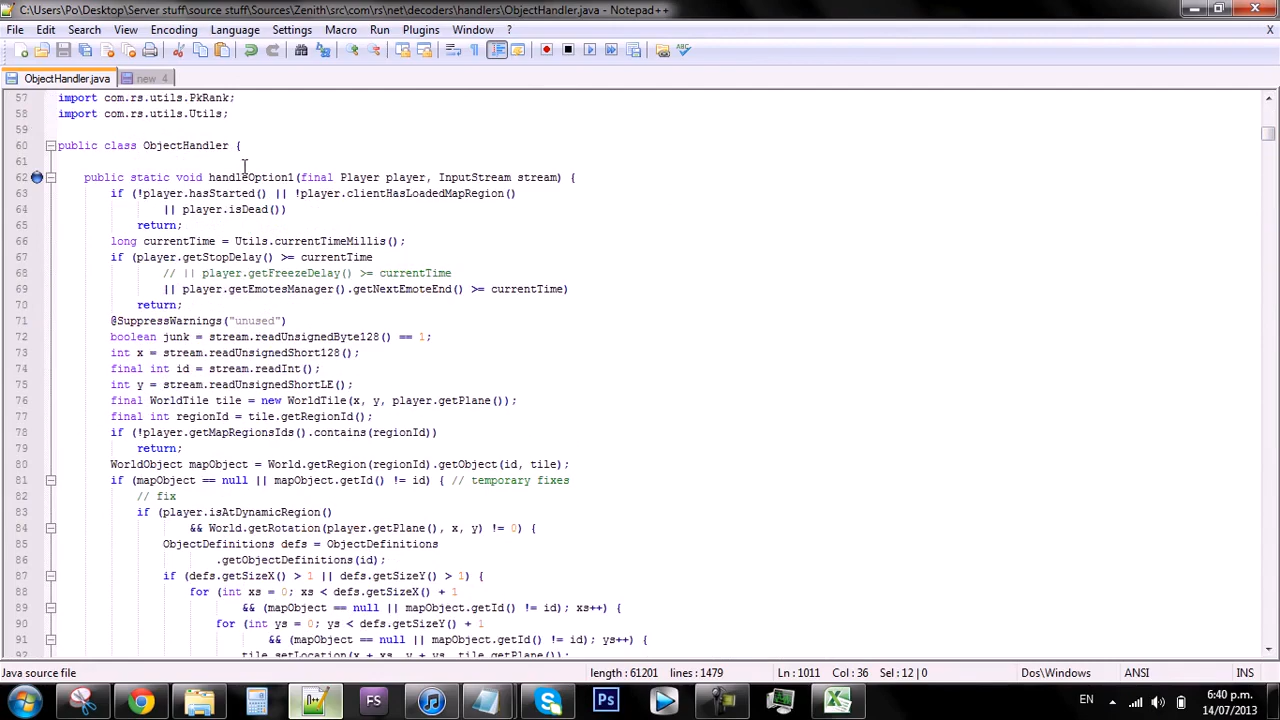 C:\Users\Po\Desktop\Server stuff\source stuff\Sources\Zenith\src\com\rs\net\decoders\handlers\ObjectHandler.java - Notepad++
File Edit Search View Encoding Language Settings Macro Run Plugins Window ? X
ObjectHandler.java new 4
57 import com.rs.utils.PkRank;
58 import com.rs.utils.Utils;
59
60 public class ObjectHandler {
61
62 public static void handleOption1(final Player player, InputStream stream) {
63 if (!player.hasStarted() || !player.clientHasLoadedMapRegion()
64 || player.isDead())
65 return;
66 long currentTime = Utils.currentTimeMillis();
67 if (player.getStopDelay() >= currentTime
68 // || player.getFreezeDelay() >= currentTime
69 || player.getEmotesManager().getNextEmoteEnd() >= currentTime)
70 return;
71 @SuppressWarnings("unused")
72 boolean junk = stream.readUnsignedByte128() == 1;
73 int x = stream.readUnsignedShort128();
74 final int id = stream.readInt();
75 int y = stream.readUnsignedShortLE();
76 final WorldTile tile = new WorldTile(x, y, player.getPlane());
77 final int regionId = tile.getRegionId();
78 if (!player.getMapRegionsIds().contains(regionId))
79 return;
80 WorldObject mapObject = World.getRegion(regionId).getObject(id, tile);
81 if (mapObject == null || mapObject.getId() != id) { // temporary fixes
82 // fix
83 if (player.isAtDynamicRegion()
84 && World.getRotation(player.getPlane(), x, y) != 0) {
85 ObjectDefinitions defs = ObjectDefinitions
86 .getObjectDefinitions(id);
87 if (defs.getSizeX() > 1 || defs.getSizeY() > 1) {
88 for (int xs = 0; xs < defs.getSizeX() + 1
89 && (mapObject == null || mapObject.getId() != id); xs++) {
90 for (int ys = 0; ys < defs.getSizeY() + 1
91 && (mapObject == null || mapObject.getId() != id); ys++) {
92 tile.setLocation(x + xs, y + ys, tile.getPlane());
Java source file length : 61201 lines : 1479 Ln : 1011 Col : 36 Sel : 12 | 0 Dos\Windows ANSI INS
FS Ps EN 6:40 p.m.
14/07/2013